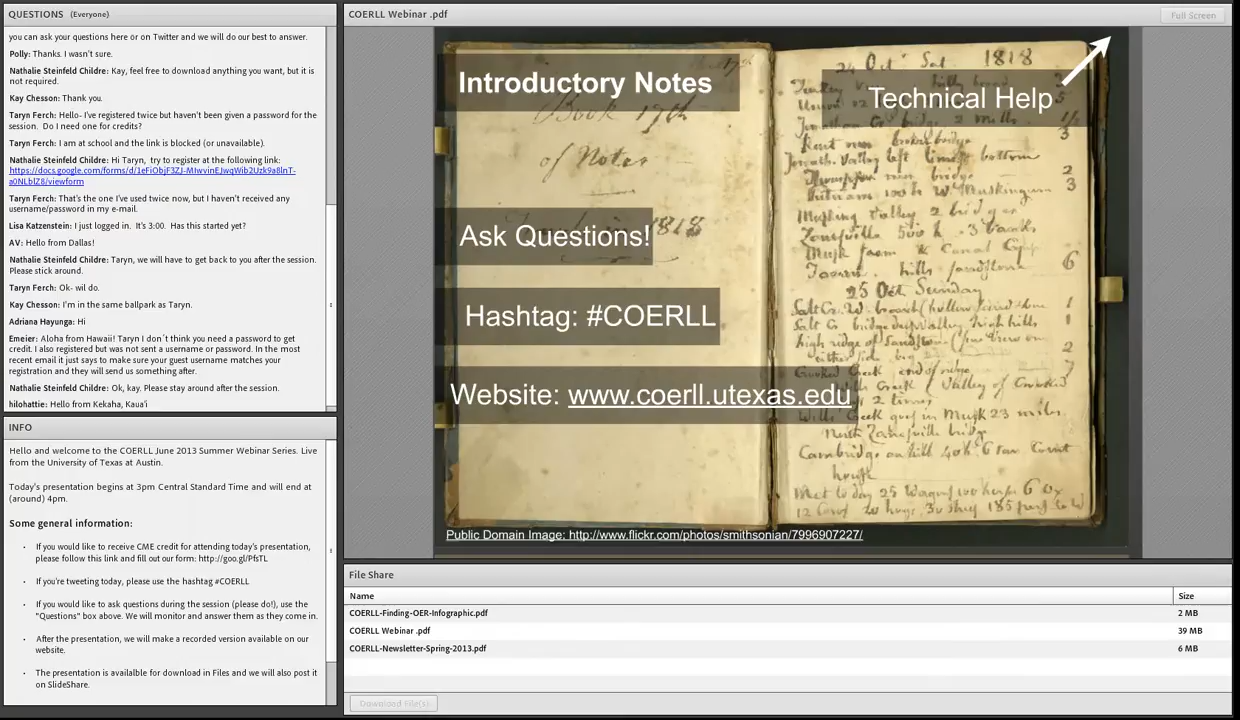 QUESTIONS (Everyone)
you can ask your questions here or on Twitter and we will do our best to answer.
Polly: Thanks. I wasn't sure.
Nathalie Steinfeld Childre: Kay, feel free to download anything you want, but it is
not required.
Kay Chesson: Thank you.
Taryn Ferch: Hello- I've registered twice but haven't been given a password for the
session. Do I need one for credits?
Taryn Ferch: I am at school and the link is blocked (or unavailable).
Nathalie Steinfeld Childre: Hi Taryn, try to register at the following link:
Taryn Ferch: That's the one I've used twice now, but I haven't received any
username/password in my e-mail.
Lisa Katzenstein: I just logged in. It's 3:00. Has this started yet?
AV: Hello from Dallas!
Nathalie Steinfeld Childre: Taryn, we will have to get back to you after the session.
Please stick around.
Taryn Ferch: Ok- wil do.
Kay Chesson: I'm in the same ballpark as Taryn.
Adriana Hayunga: Hi
Emeier: Aloha from Hawaii! Taryn I don´t think you need a password to get
credit. I also registered but was not sent a username or password. In the most
recent email it just says to make sure your guest username matches your
registration and they will send us something after.
Nathalie Steinfeld Childre: Ok, kay. Please stay around after the session.
hilohattie: Hello from Kekaha, Kaua'i
INFO
Hello and welcome to the COERLL June 2013 Summer Webinar Series. Live
from the University of Texas at Austin.
Today's presentation begins at 3pm Central Standard Time and will end at
(around) 4pm.
Some general information:
• If you would like to receive CME credit for attending today's presentation,
please follow this link and fill out our form: http://goo.gl/PfsTL
• If you're tweeting today, please use the hashtag #COERLL
• If you would like to ask questions during the session (please do!), use the
"Questions" box above. We will monitor and answer them as they come in.
• After the presentation, we will make a recorded version available on our
website.
• The presentation is available for download in Files and we will also post it
on SlideShare.
COERLL Webinar .pdf
Full Screen
Introductory Notes
Technical Help
Book 17th
of Notes
1818
Ask Questions!
Hashtag: #COERLL
Website: www.coerll.utexas.edu
24 Oct Sat 1818
25 Oct Sunday
Public Domain Image: http://www.flickr.com/photos/smithsonian/7996907227/
File Share
Name Size
COERLL-Finding-OER-Infographic.pdf 2 MB
COERLL Webinar .pdf 39 MB
COERLL-Newsletter-Spring-2013.pdf 6 MB
Download File(s)